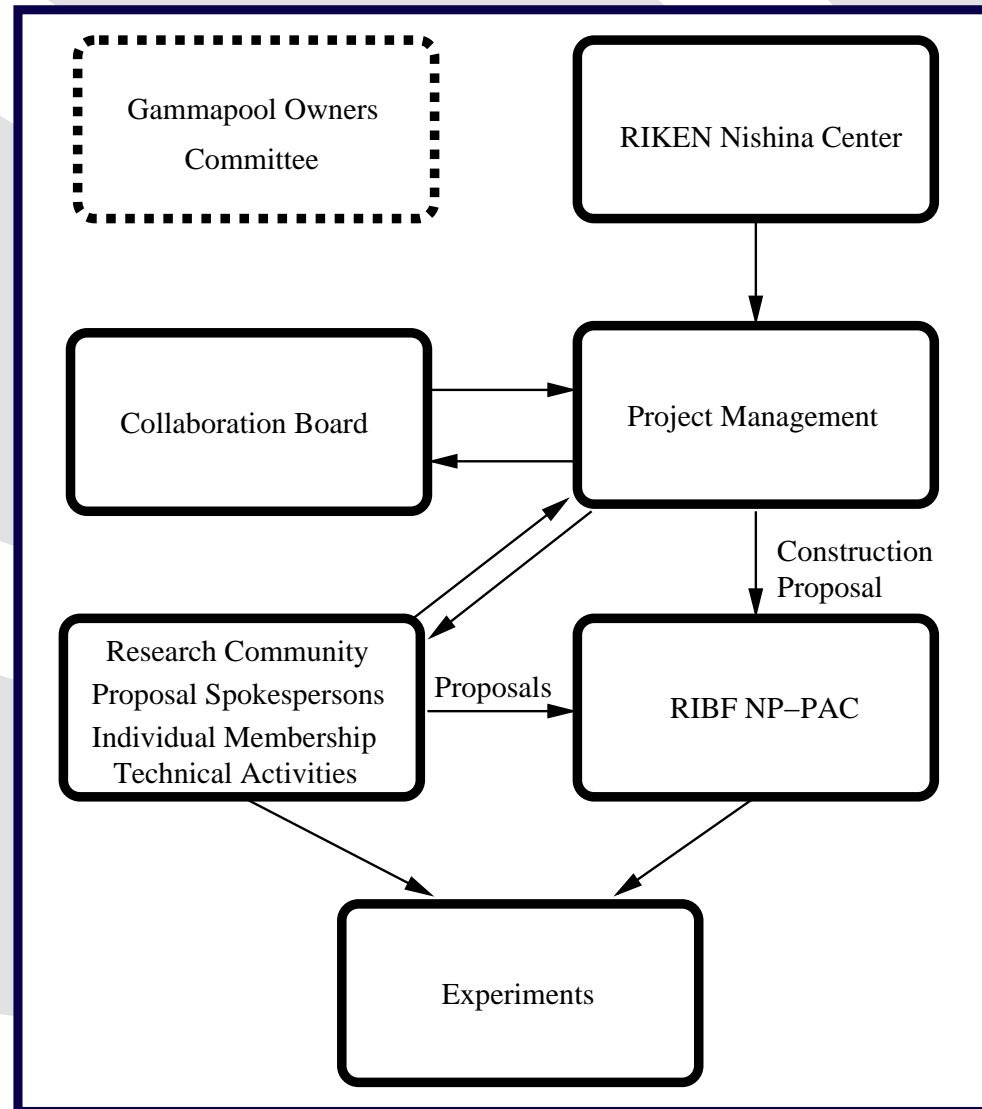 Gammapool Owners
Committee
RIKEN Nishina Center
Collaboration Board
Project Management
Construction
Proposal
Research Community
Proposal Spokespersons
Individual Membership
Technical Activities
Proposals
RIBF NP−PAC
Experiments